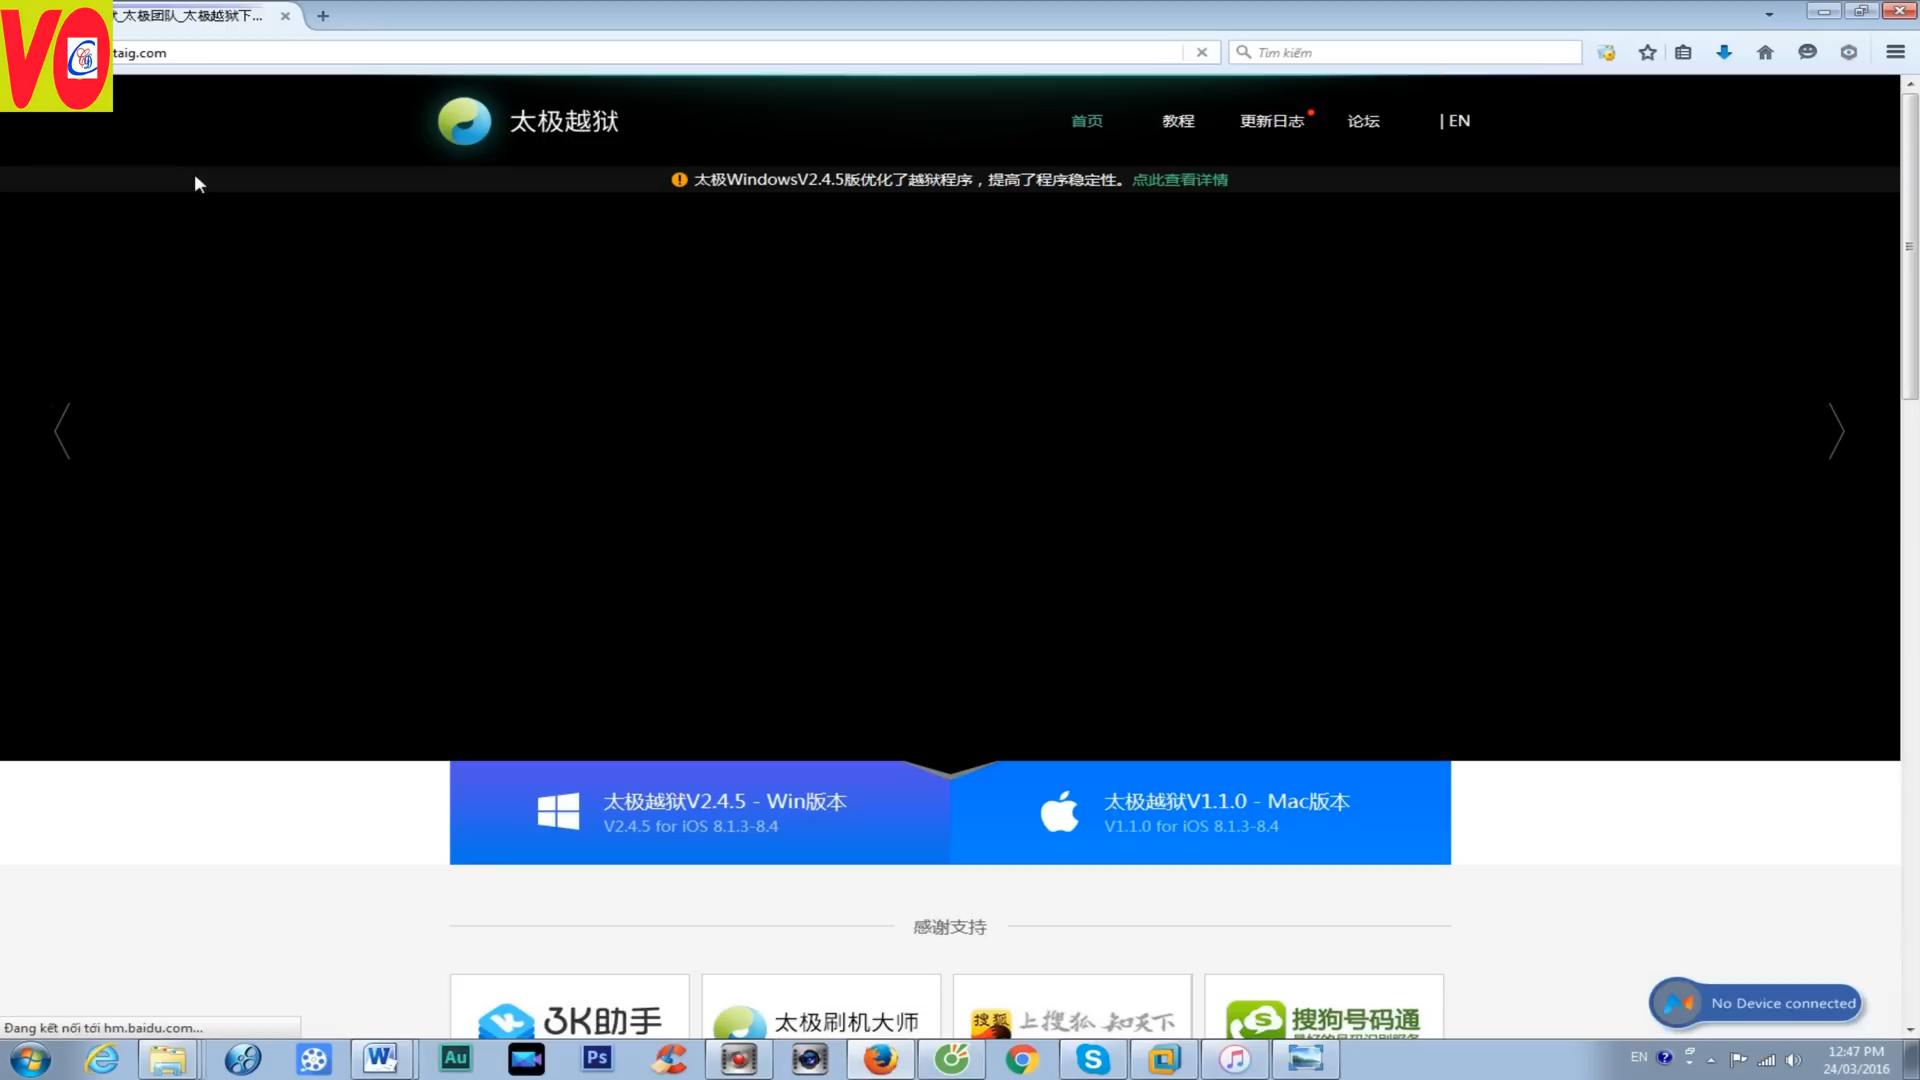 VO
_太极团队_太极越狱下...
taig.com
Tìm kiếm
太极越狱
首页
教程
更新日志
论坛
| EN
太极WindowsV2.4.5版优化了越狱程序，提高了程序稳定性。点此查看详情
太极越狱V2.4.5 - Win版本
V2.4.5 for iOS 8.1.3-8.4
太极越狱V1.1.0 - Mac版本
V1.1.0 for iOS 8.1.3-8.4
感谢支持
3K助手
太极刷机大师
搜狐
上搜狐 知天下
搜狗号码通
No Device connected
Đang kết nối tới hm.baidu.com...
W
Au
Ps
S
EN
12:47 PM
24/03/2016